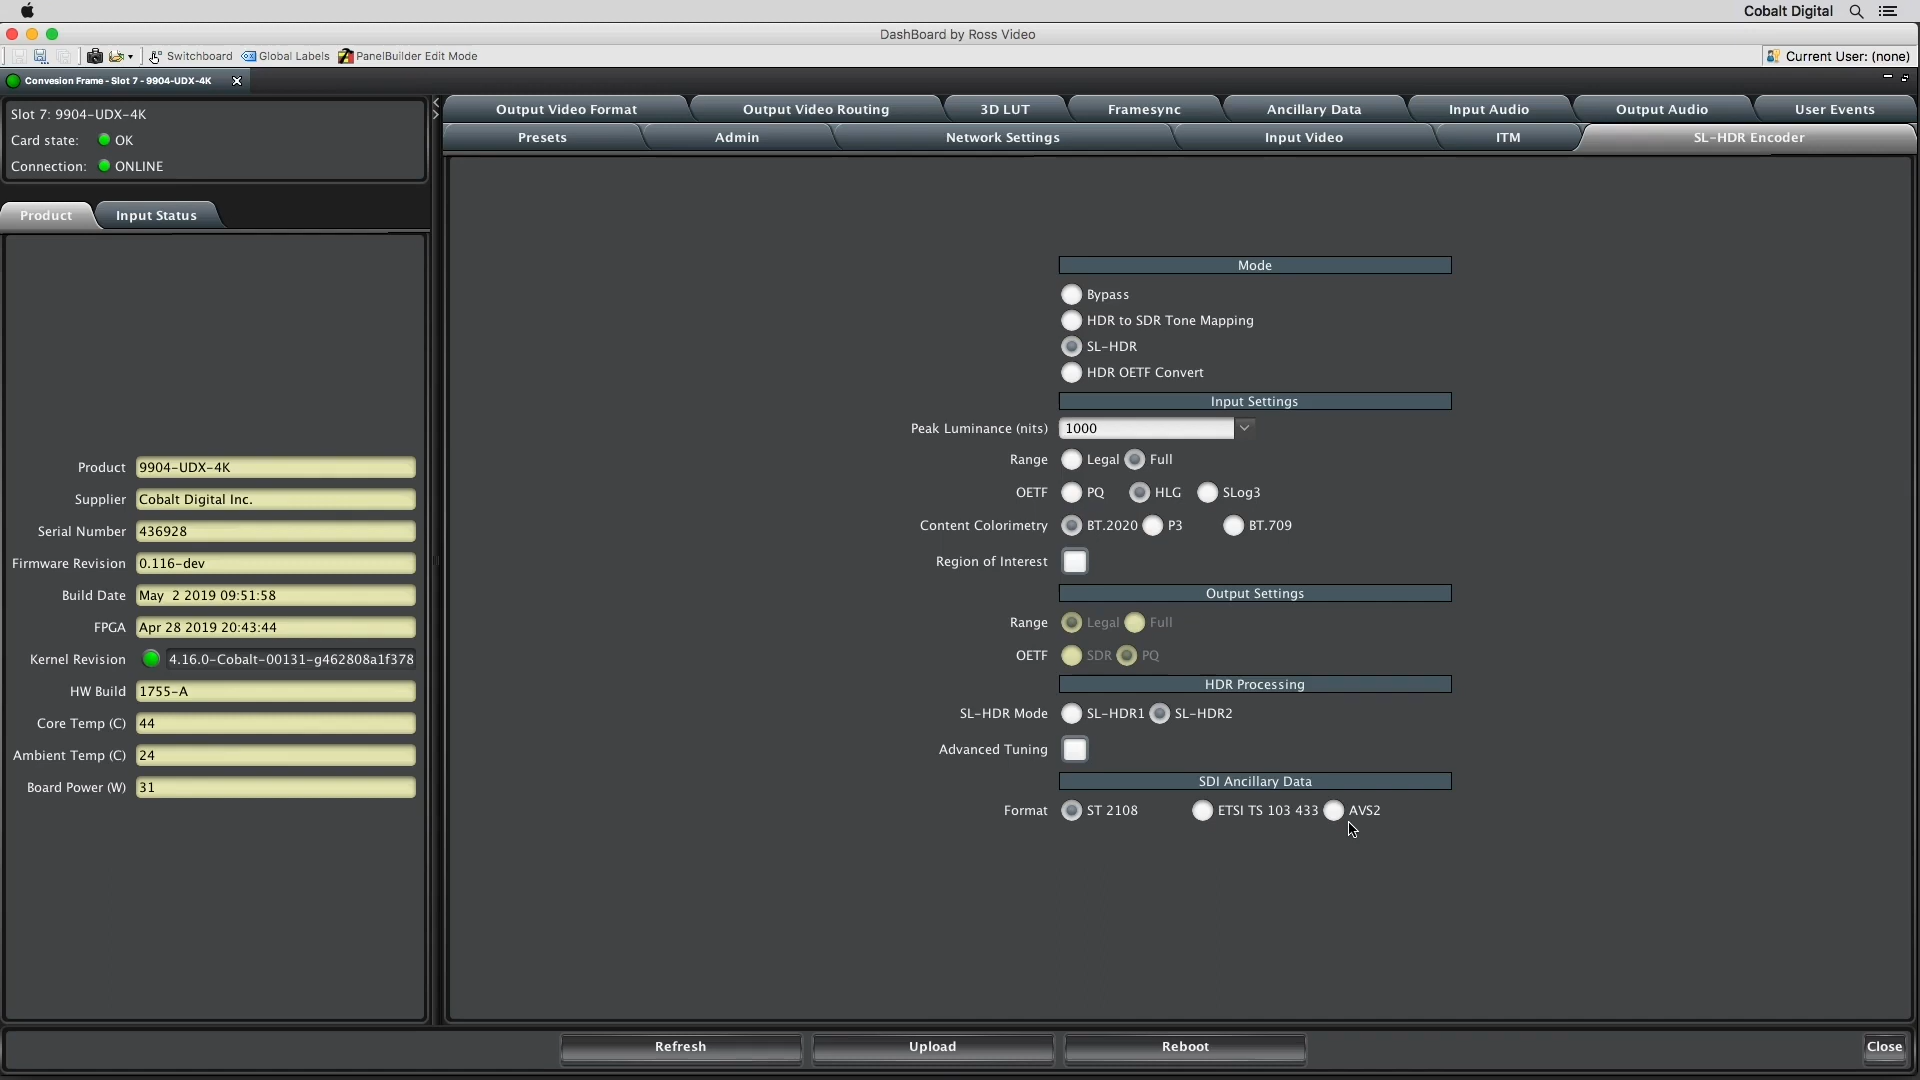 Cobalt Digital
DashBoard by Ross Video
Switchboard Global Labels PanelBuilder Edit Mode
Current User: (none)
Convesion Frame - Slot 7 - 9904-UDX-4K
Slot 7: 9904-UDX-4K
Card state: OK
Connection: ONLINE
Product Input Status
Product 9904-UDX-4K
Supplier Cobalt Digital Inc.
Serial Number 436928
Firmware Revision 0.116-dev
Build Date May 2 2019 09:51:58
FPGA Apr 28 2019 20:43:44
Kernel Revision 4.16.0-Cobalt-00131-g462808a1f378
HW Build 1755-A
Core Temp (C) 44
Ambient Temp (C) 24
Board Power (W) 31
Output Video Format Output Video Routing 3D LUT Framesync Ancillary Data Input Audio Output Audio User Events
Presets Admin Network Settings Input Video ITM SL-HDR Encoder
Mode
Bypass
HDR to SDR Tone Mapping
SL-HDR
HDR OETF Convert
Input Settings
Peak Luminance (nits) 1000
Range Legal Full
OETF PQ HLG SLog3
Content Colorimetry BT.2020 P3 BT.709
Region of Interest
Output Settings
Range Legal Full
OETF SDR PQ
HDR Processing
SL-HDR Mode SL-HDR1 SL-HDR2
Advanced Tuning
SDI Ancillary Data
Format ST 2108 ETSI TS 103 433 AVS2
Refresh Upload Reboot Close